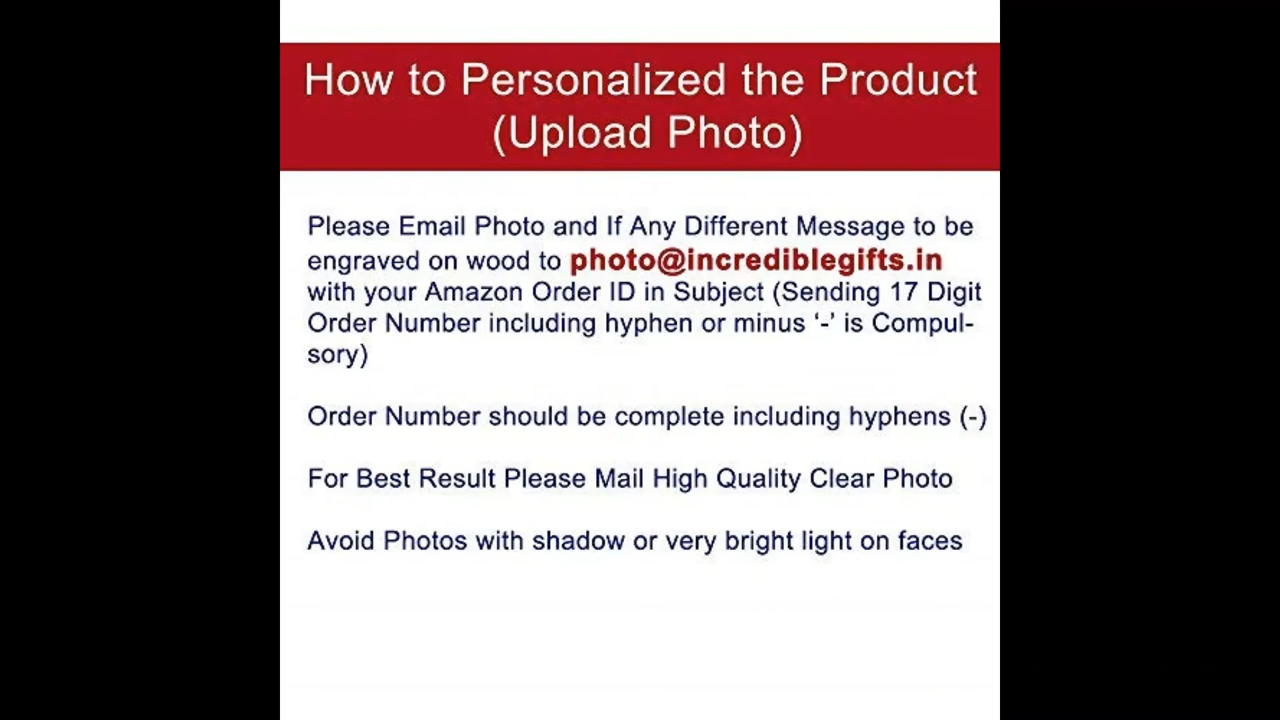 How to Personalized the Product
(Upload Photo)
Please Email Photo and If Any Different Message to be
engraved on wood to photo@incrediblegifts.in
with your Amazon Order ID in Subject (Sending 17 Digit
Order Number including hyphen or minus ‘-’ is Compul-
sory)
Order Number should be complete including hyphens (-)
For Best Result Please Mail High Quality Clear Photo
Avoid Photos with shadow or very bright light on faces